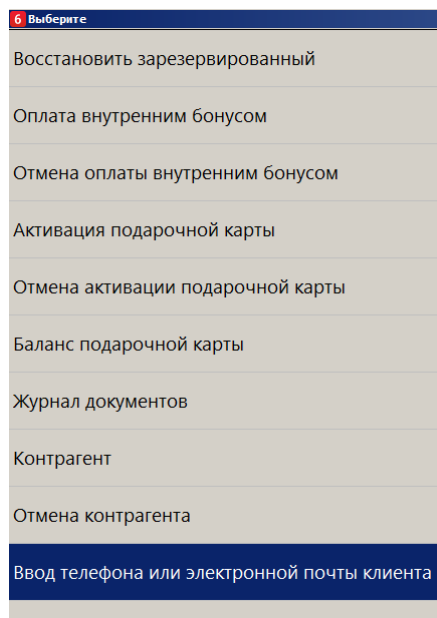 6 Выберите
Восстановить зарезервированный
Оплата внутренним бонусом
Отмена оплаты внутренним бонусом
Активация подарочной карты
Отмена активации подарочной карты
Баланс подарочной карты
Журнал документов
Контрагент
Отмена контрагента
Ввод телефона или электронной почты клиента